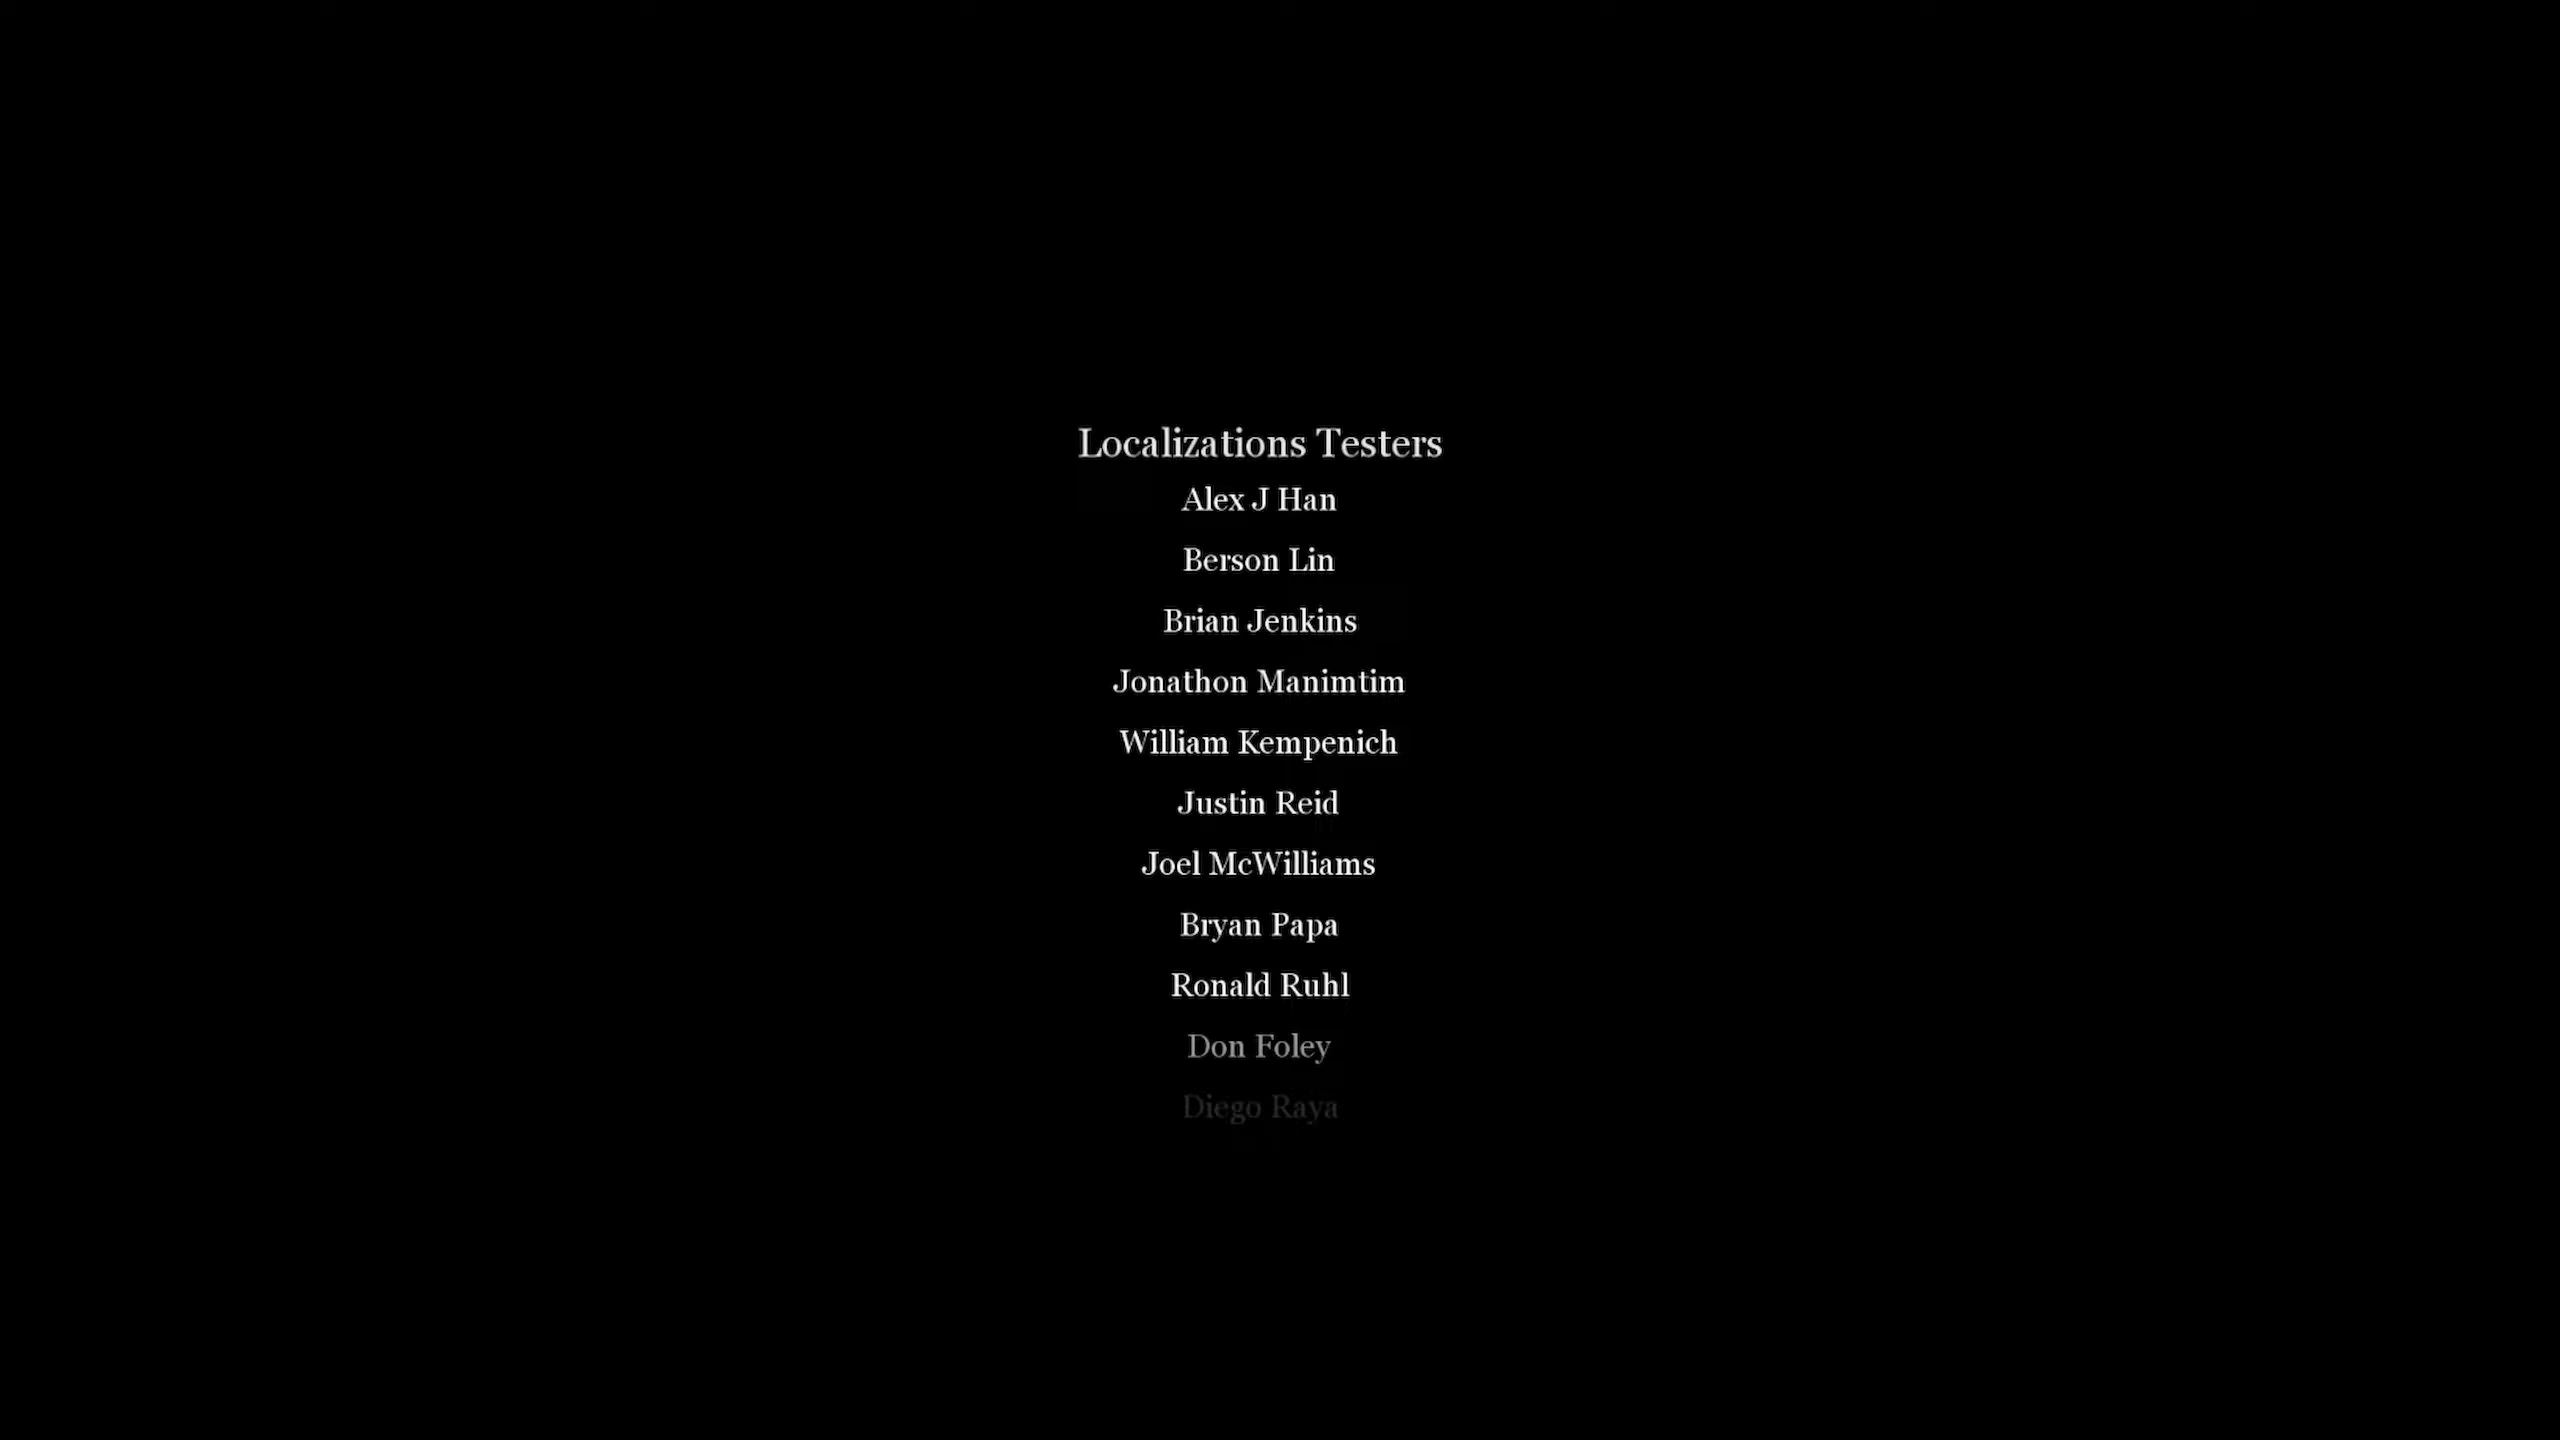 Localizations Testers
Alex J Han
Berson Lin
Brian Jenkins
Jonathon Manimtim
William Kempenich
Justin Reid
Joel McWilliams
Bryan Papa
Ronald Ruhl
Don Foley
Diego Raya